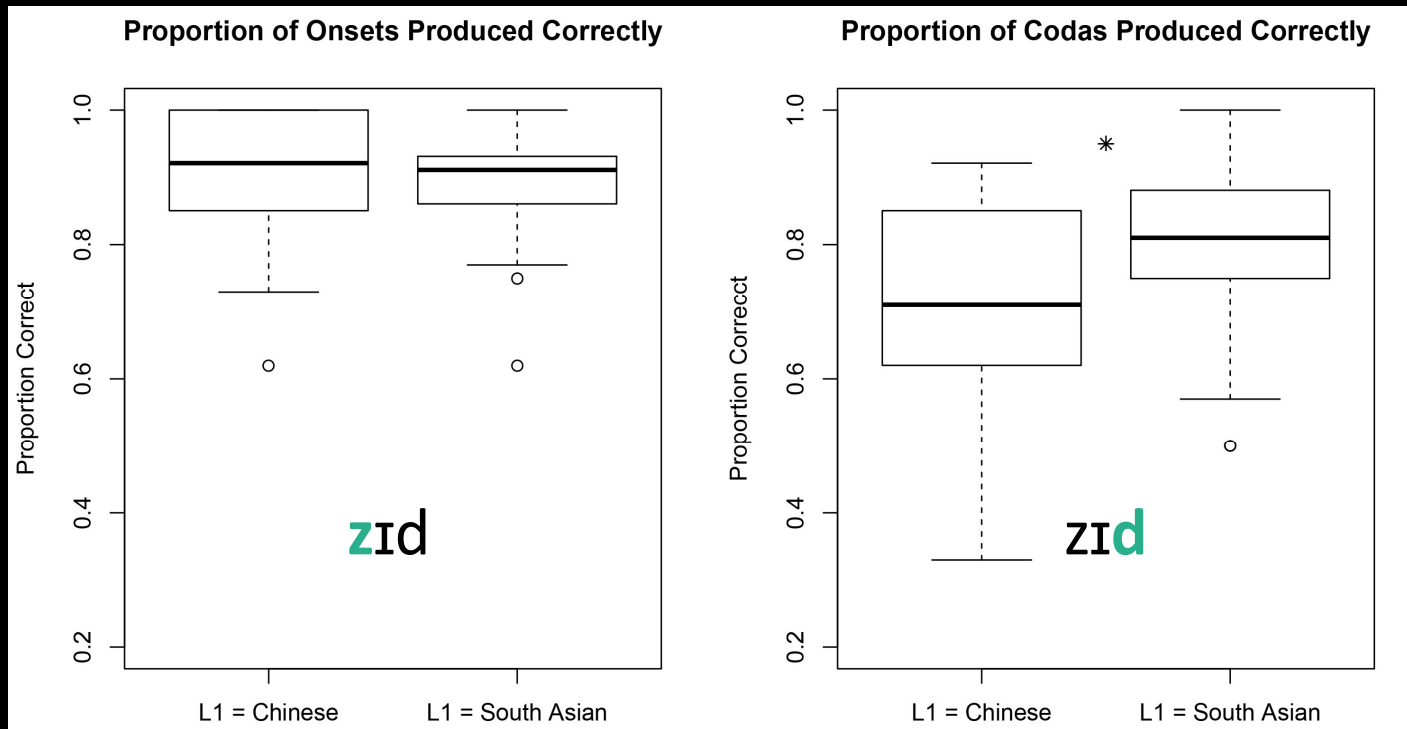 Proportion of Onsets Produced Correctly
Proportion Correct
1.0
0.8
0.6
0.4
0.2
zɪd
L1 = Chinese
L1 = South Asian
Proportion of Codas Produced Correctly
Proportion Correcct
1.0
0.8
0.6
0.4
0.2
*
zɪd
L1 = Chinese
L1 = South Asian